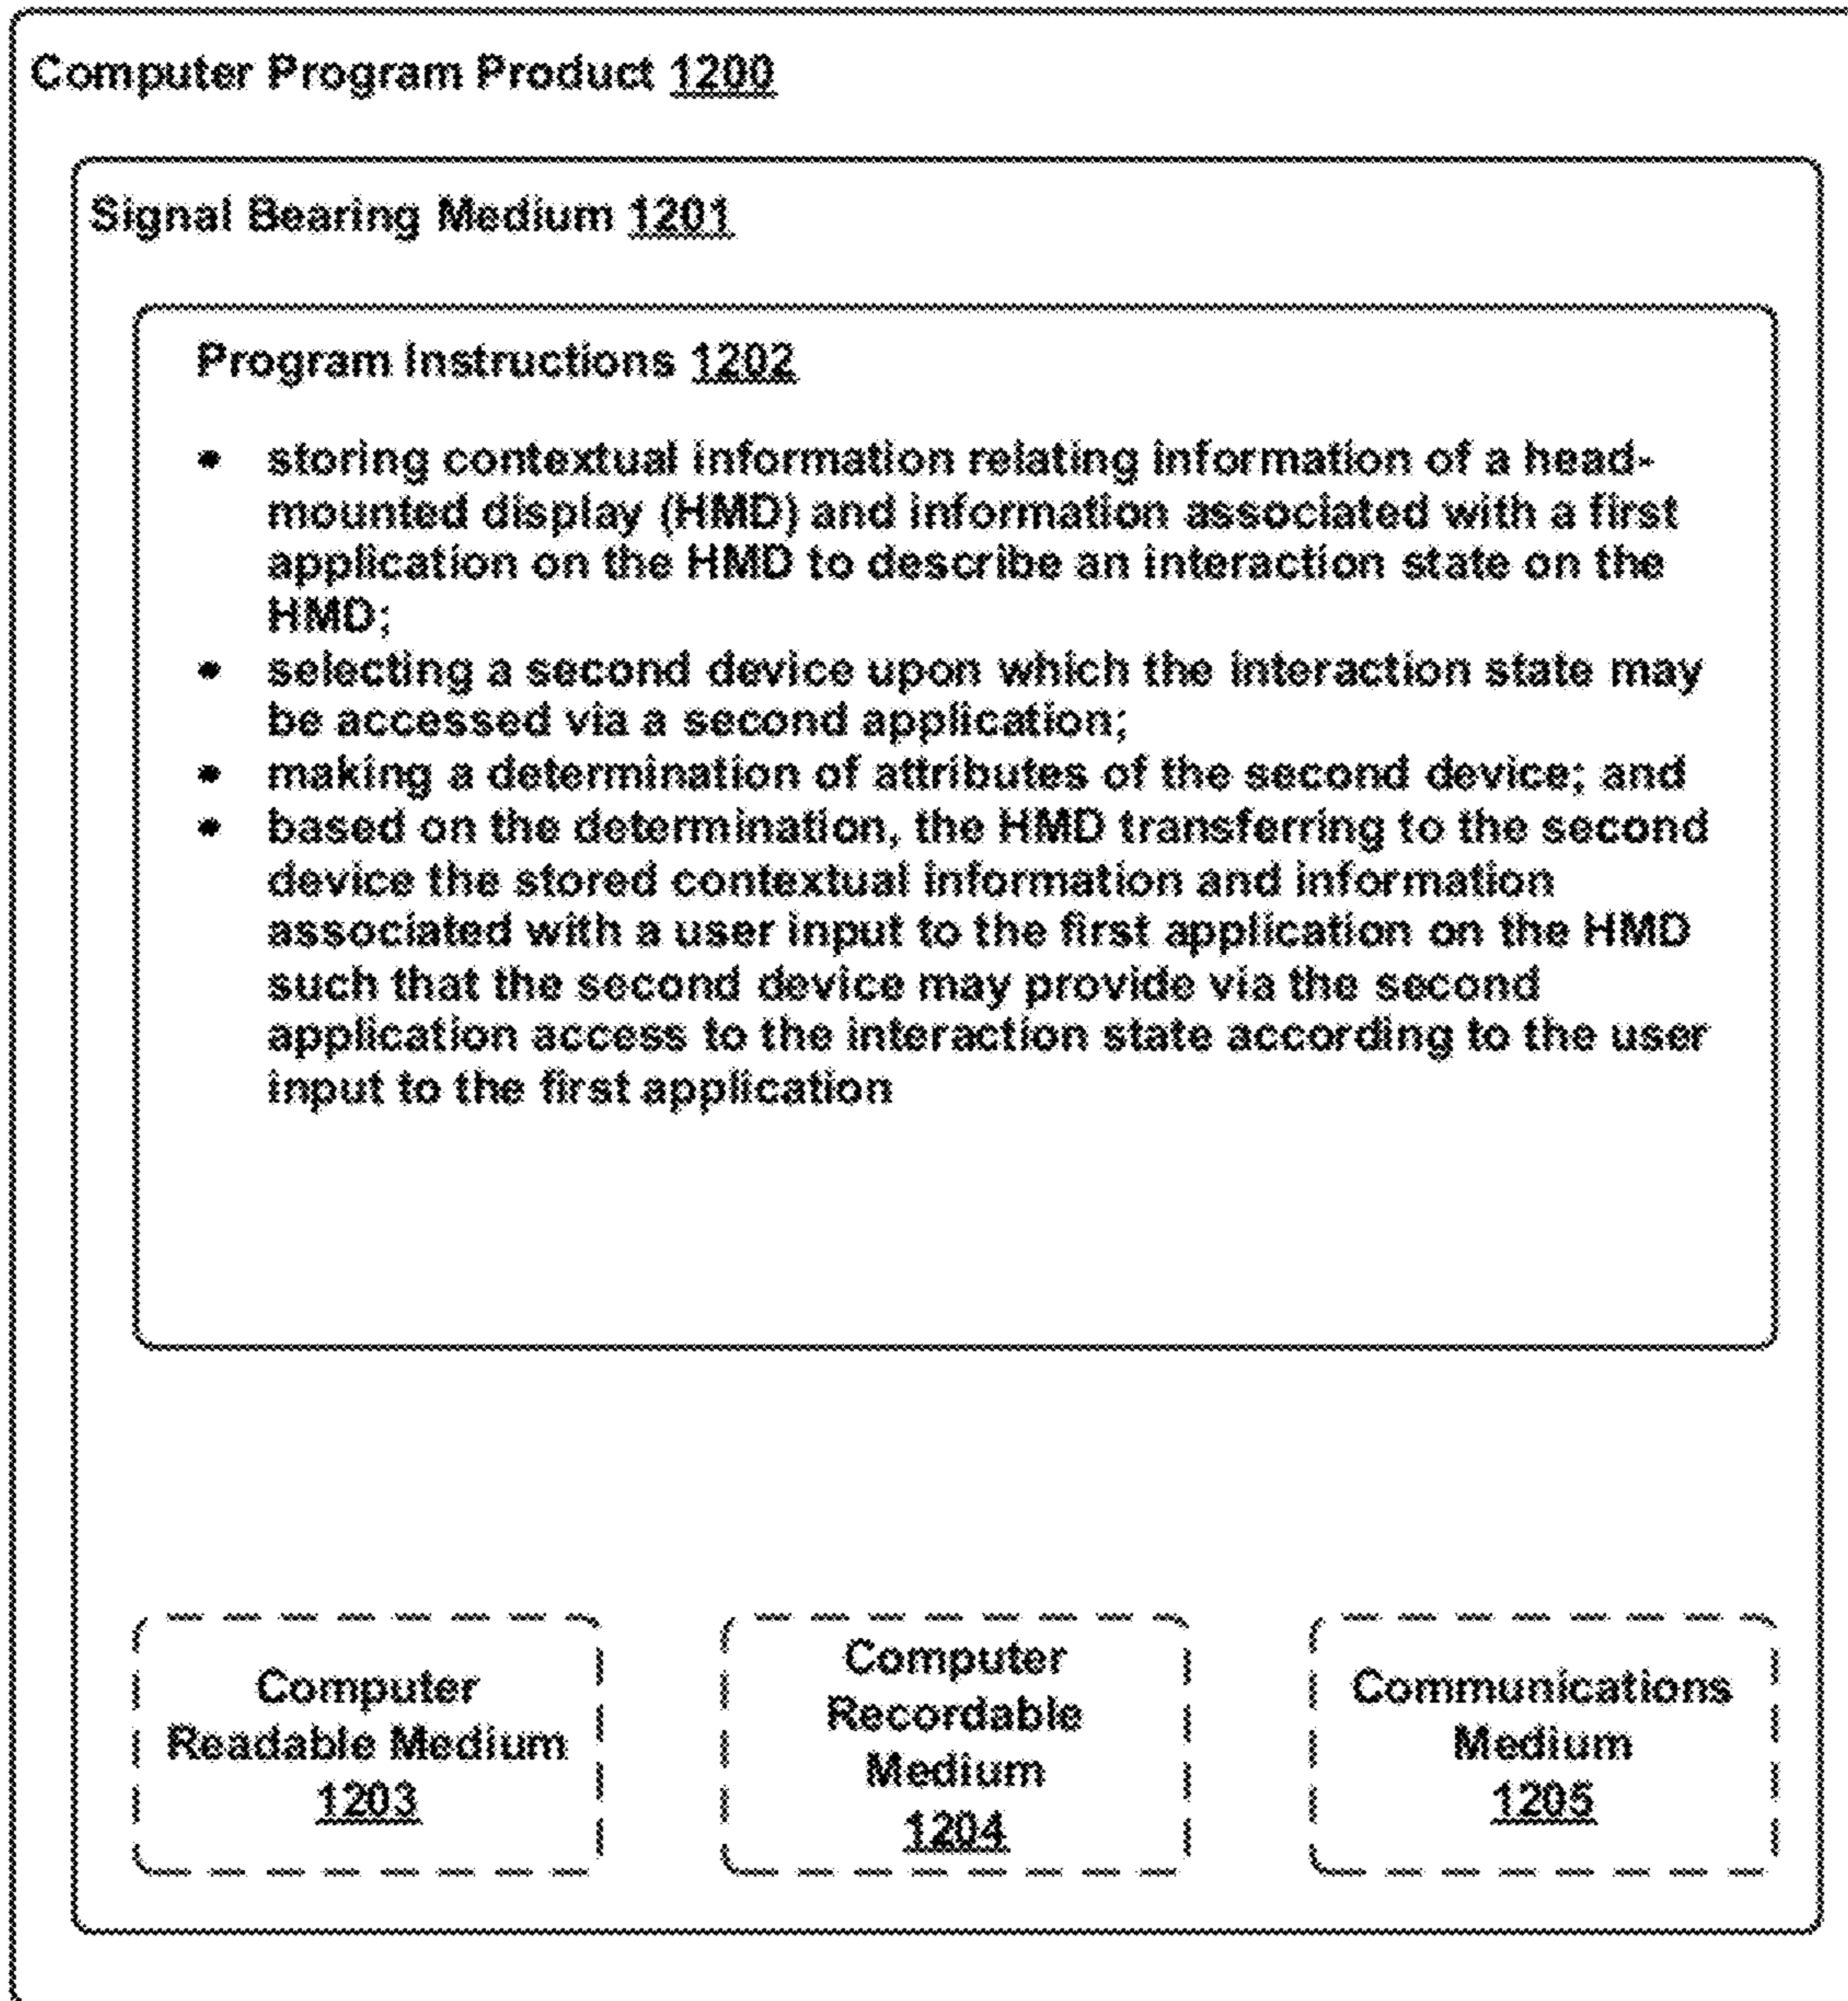 Computer Program Product 1200
Signal Bearing Medium 1201
Program Instructions 1202
• storing contextual information relating information of a head-
mounted display (HMD) and information associated with a first
application on the HMD to describe an interaction state on the
HMD;
• selecting a second device upon which the interaction state may
be accessed via a second application;
• making a determination of attributes of the second device; and
• based on the determination, the HMD transferring to the second
device the stored contextual information and information
associated with a user input to the first application on the HMD
such that the second device may provide via the second
application access to the interaction state according to the user
input to the first application
Computer
Readable Medium
1203
Computer
Recordable
Medium
1204
Communications
Medium
1205